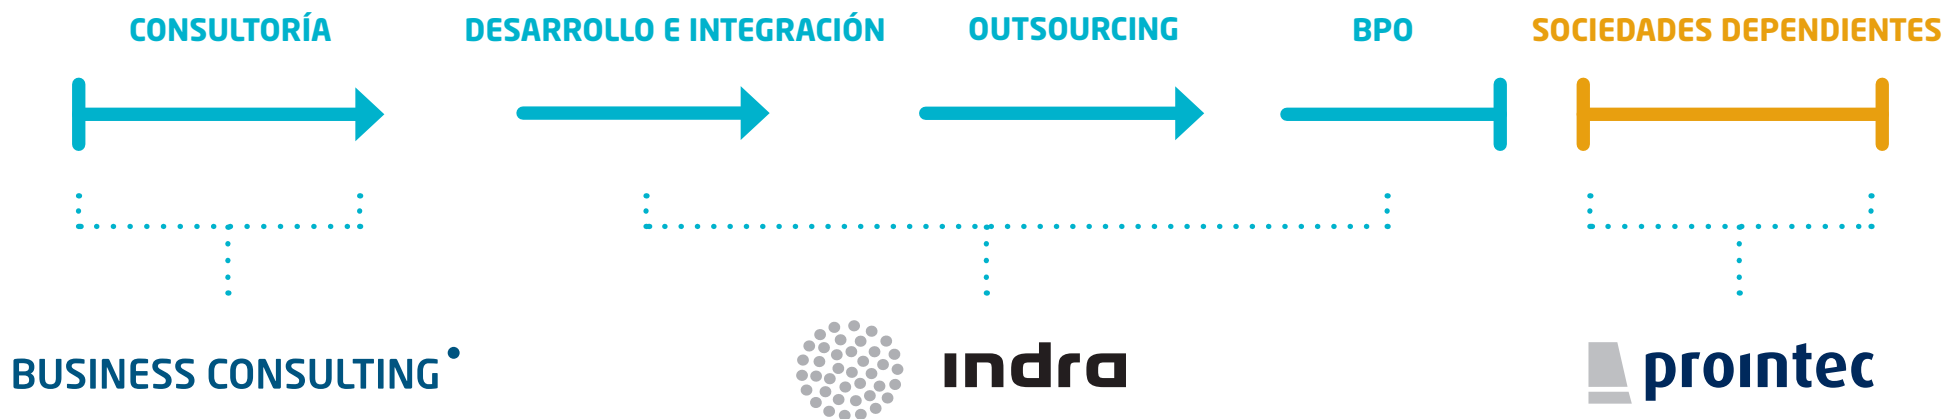 CONSULTORÍA
DESARROLLO E INTEGRACIÓN
OUTSOURCING
BPO
SOCIEDADES DEPENDIENTES
BUSINESS CONSULTING
indra
prointec